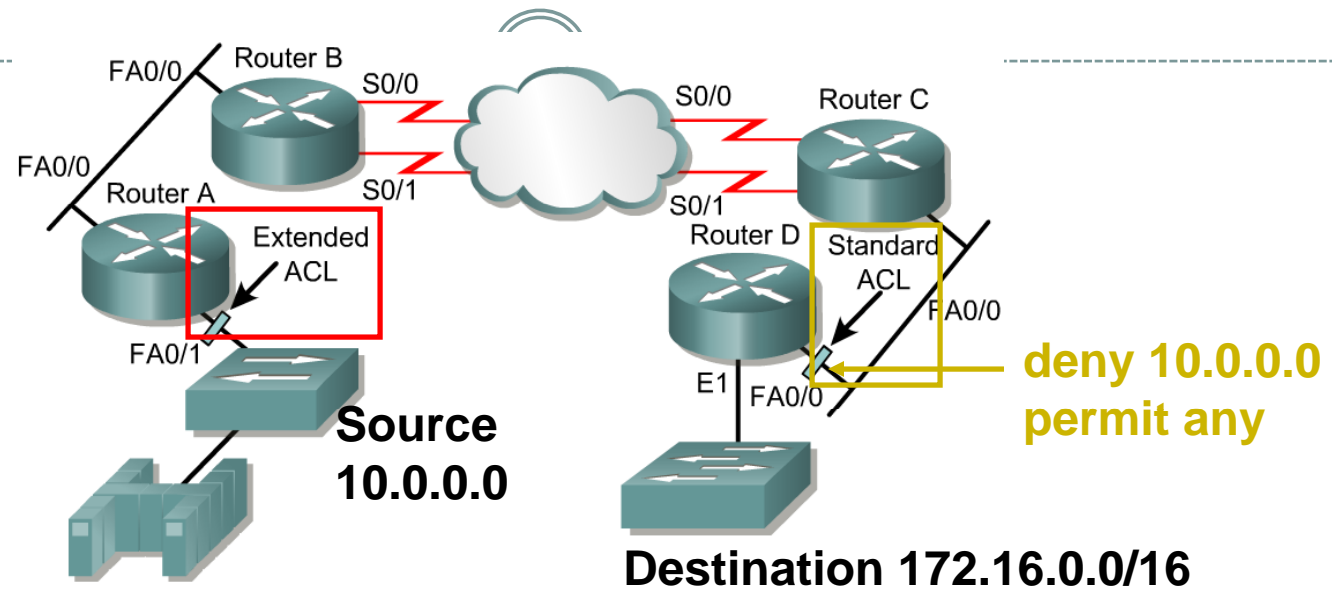 FA0/0
Router B
S0/0
S0/1
FA0/0
Router A
Extended
ACL
FA0/1
Source
10.0.0.0
S0/0
Router C
S0/1
Router D
Standard
ACL
FA0/0
E1
FA0/0
deny 10.0.0.0
permit any
Destination 172.16.0.0/16